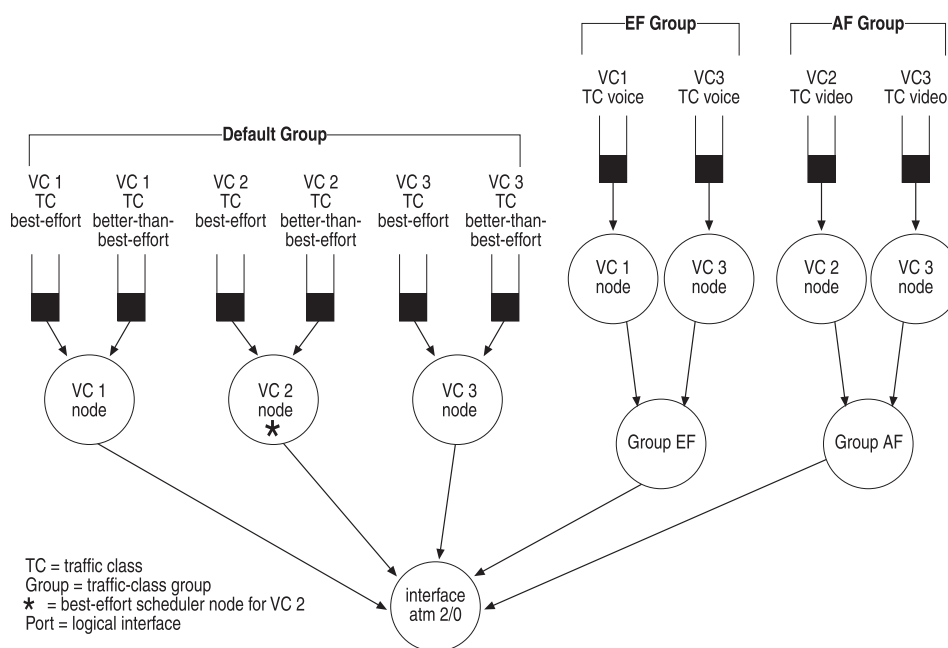 EF Group
AF Group
VC1
TC voice
VC3
TC voice
VC2
TC video
VC3
TC video
Default Group
VC 1
TC
best-effort
VC 1
TC
better-than-
best-effort
VC 2
TC
best-effort
VC 2
TC
better-than-
best-effort
VC 3
TC
best-effort
VC 3
TC
better-than-
best-effort
VC 1
node
VC 3
node
VC 2
node
VC 3
node
VC 1
node
VC 2
node
*
VC 3
node
Group EF
Group AF
interface
atm 2/0
TC = traffic class
Group = traffic-class group
* = best-effort scheduler node for VC 2
Port = logical interface